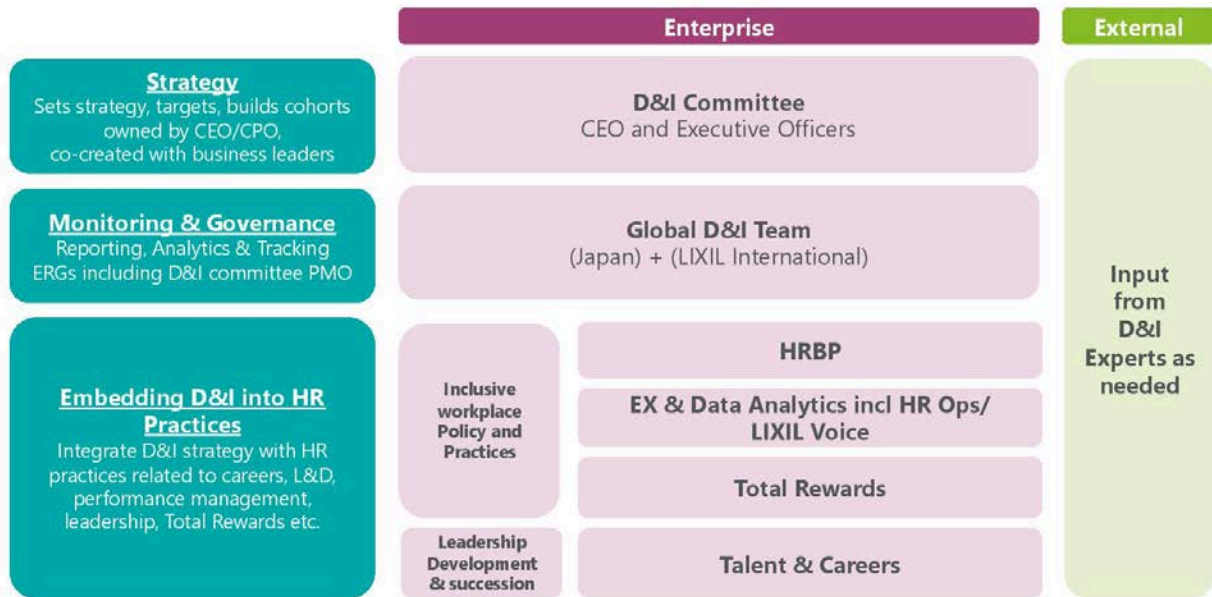 Enterprise
External
Strategy
Sets strategy, targets, builds cohorts
owned by CEO/CPO,
co-created with business leaders
D&I Committee
CEO and Executive Officers
Monitoring & Governance
Reporting, Analytics & Tracking
ERGs including D&I committee PMO
Global D&I Team
(Japan) + (LIXIL International)
Embedding D&I into HR
Practices
Integrate D&I strategy with HR
practices related to careers, L&D,
performance management,
leadership, Total Rewards etc.
Inclusive
workplace
Policy and
Practices
HRBP
EX & Data Analytics incl HR Ops/
LIXIL Voice
Total Rewards
Leadership
Development
& succession
Talent & Careers
Input
from
D&I
Experts as
needed